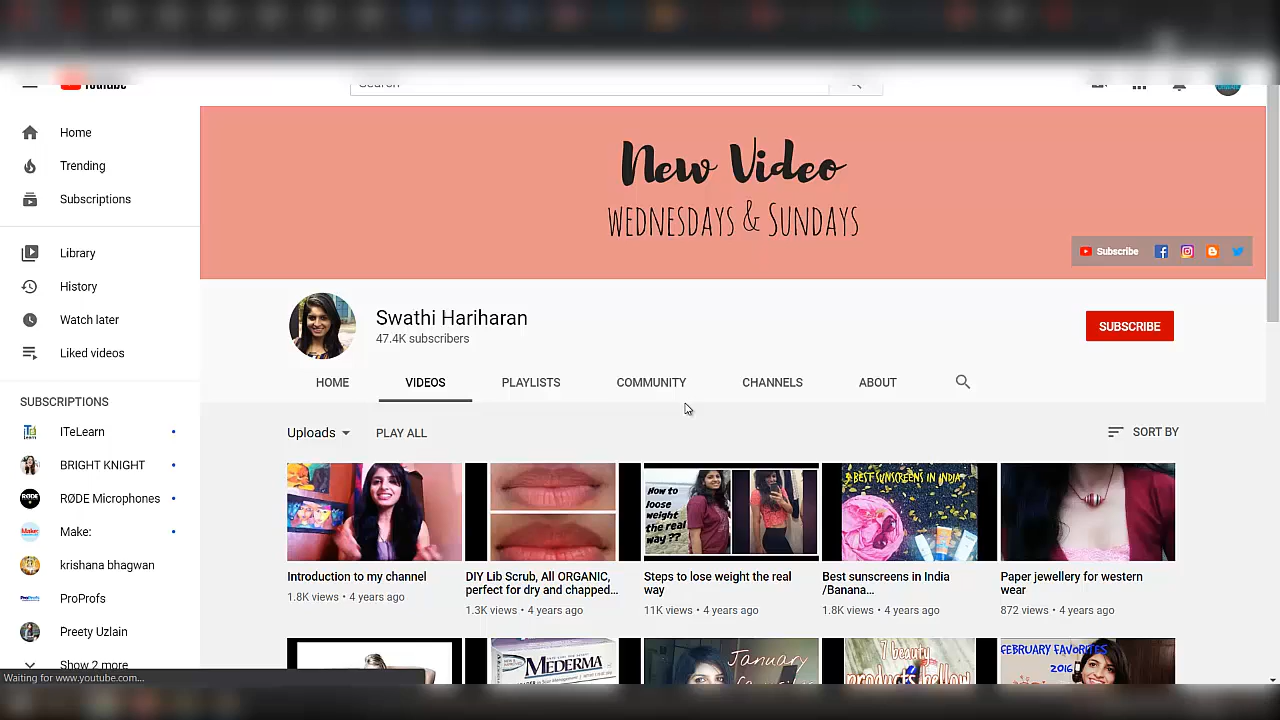 YouTube
Search
Home
Trending
Subscriptions
Library
History
Watch later
Liked videos
SUBSCRIPTIONS
ITeLearn
BRIGHT KNIGHT
RØDE Microphones
Make:
krishana bhagwan
ProProfs
Preety Uzlain
Show 2 more
Waiting for www.youtube.com...
New Video
WEDNESDAYS & SUNDAYS
Subscribe
Swathi Hariharan
47.4K subscribers
SUBSCRIBE
HOME VIDEOS PLAYLISTS COMMUNITY CHANNELS ABOUT
Uploads PLAY ALL SORT BY
How to
loose
weight
the real
way ??
BEST SUNSCREENS IN INDIA
Introduction to my channel
1.8K views • 4 years ago
DIY Lib Scrub, All ORGANIC,
perfect for dry and chapped...
1.3K views • 4 years ago
Steps to lose weight the real
way
11K views • 4 years ago
Best sunscreens in India
/Banana...
1.8K views • 4 years ago
Paper jewellery for western
wear
872 views • 4 years ago
MEDERMA
January
7 beauty
products below
FEBRUARY FAVORITES
2016